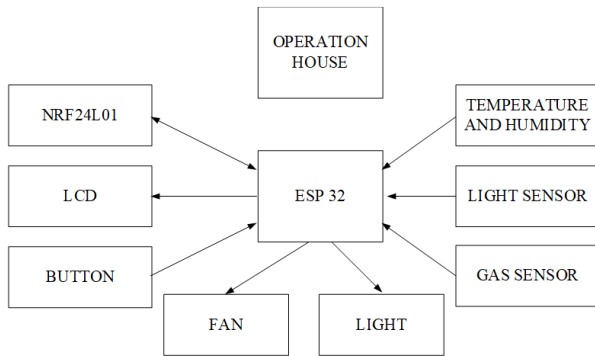 OPERATION
HOUSE
NRF24L01
TEMPERATURE
AND HUMIDITY
LCD
ESP 32
LIGHT SENSOR
BUTTON
GAS SENSOR
FAN
LIGHT